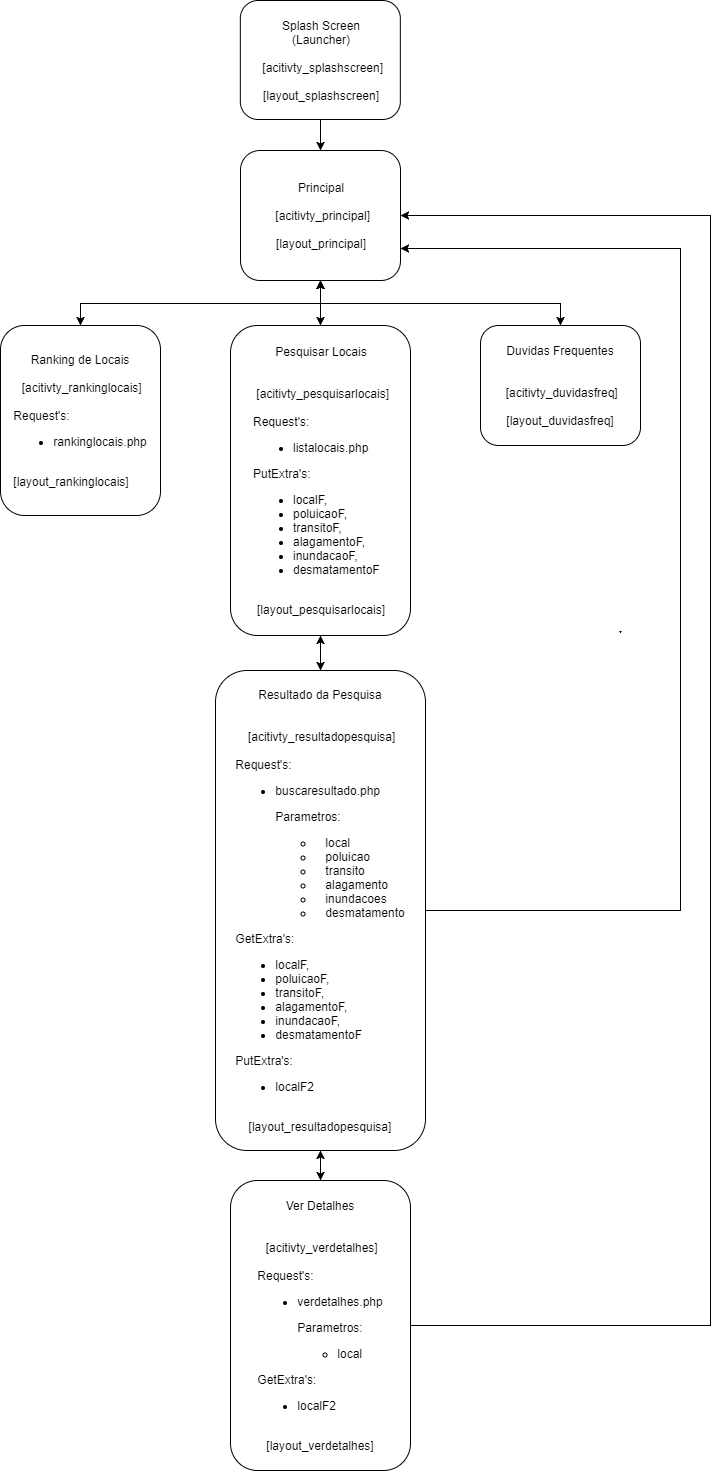 Splash Screen
(Launcher)
[acitivty_splashscreen]
[layout_splashscreen]
Principal
[acitivty_principal]
[layout_principal]
Ranking de Locais
[acitivty_rankinglocais]
Request's:
rankinglocais.php
[layout_rankinglocais]
Pesquisar Locais
[acitivty_pesquisarlocais]
Request's:
listalocais.php
PutExtra's:
localF,
poluicaoF,
transitoF,
alagamentoF,
inundacaoF,
desmatamentoF
[layout_pesquisarlocais]
Duvidas Frequentes
[acitivty_duvidasfreq]
[layout_duvidasfreq]
Resultado da Pesquisa
[acitivty_resultadopesquisa]
Request's:
buscaresultado.php
Parametros:
local
poluicao
transito
alagamento
inundacoes
desmatamento
GetExtra's:
localF,
poluicaoF,
transitoF,
alagamentoF,
inundacaoF,
desmatamentoF
PutExtra's:
localF2
[layout_resultadopesquisa]
Ver Detalhes
[acitivty_verdetalhes]
Request's:
verdetalhes.php
Parametros:
local
GetExtra's:
localF2
[layout_verdetalhes]